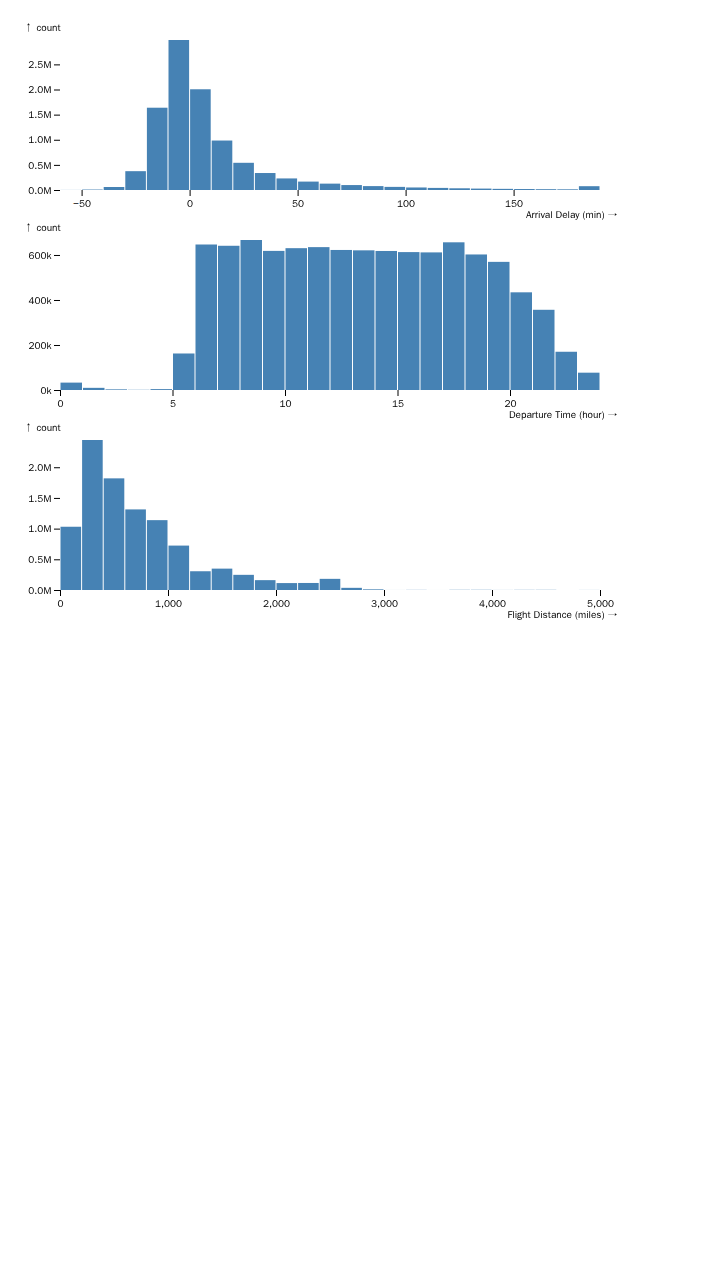 ↑ count
2.5M
2.0M
1.5M
1.0M
0.5M
0.0M
−50 0 50 100 150
Arrival Delay (min) →
↑ count
600k
400k
200k
0k
0 5 10 15 20
Departure Time (hour) →
↑ count
2.0M
1.5M
1.0M
0.5M
0.0M
0 1,000 2,000 3,000 4,000 5,000
Flight Distance (miles) →